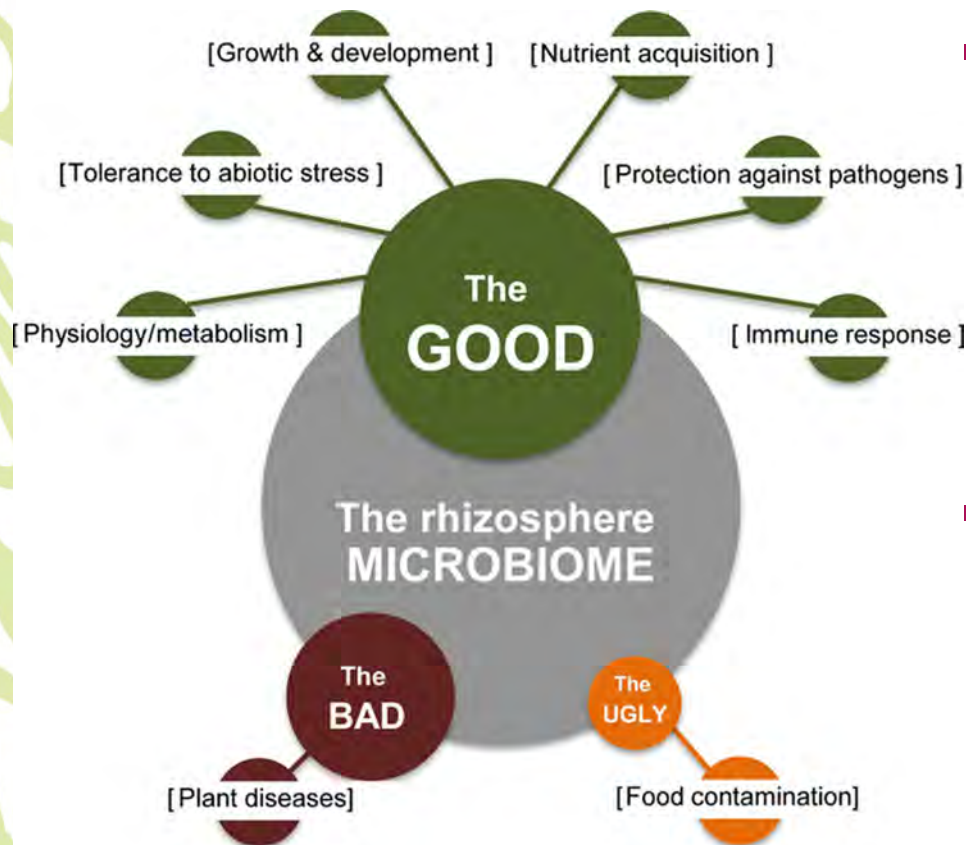 [Growth & development ] [Nutrient acquisition ]
[Tolerance to abiotic stress ] [Protection against pathogens ]
The
GOOD
[Physiology/metabolism ] [ Immune response ]
The rhizosphere
MICROBIOME
The
BAD
The
UGLY
[Plant diseases] [Food contamination]